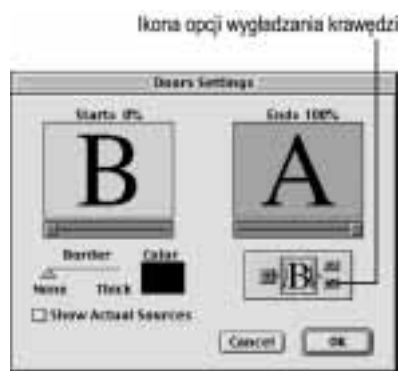 Ikona opcji wygładzania krawędzi
Doors Settings
Starts 0% Ends 100%
B A
Border Color
None Thick
B
Show Actual Sources
Cancel OK